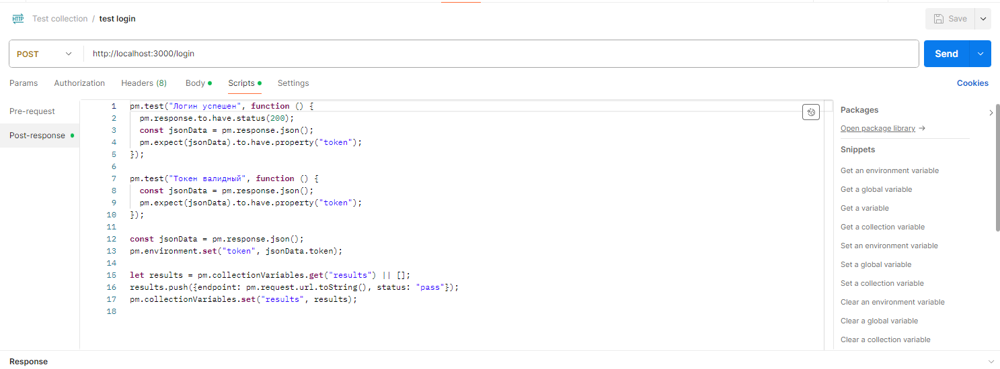 HTTP Test collection / test login
Save
POST http://localhost:3000/login
Send
Params Authorization Headers (8) Body Scripts Settings
Cookies
Pre-request
Post-response
1 pm.test("Логин успешен", function () {
2 pm.response.to.have.status(200);
3 const jsonData = pm.response.json();
4 pm.expect(jsonData).to.have.property("token");
5 });
6
7 pm.test("Токен валидный", function () {
8 const jsonData = pm.response.json();
9 pm.expect(jsonData).to.have.property("token");
10 });
11
12 const jsonData = pm.response.json();
13 pm.environment.set("token", jsonData.token);
14
15 let results = pm.collectionVariables.get("results") || [];
16 results.push({endpoint: pm.request.url.toString(), status: "pass"});
17 pm.collectionVariables.set("results", results);
18
Packages
Open package library →
Snippets
Get an environment variable
Get a global variable
Get a variable
Get a collection variable
Set an environment variable
Set a global variable
Set a collection variable
Clear an environment variable
Clear a global variable
Clear a collection variable
Response